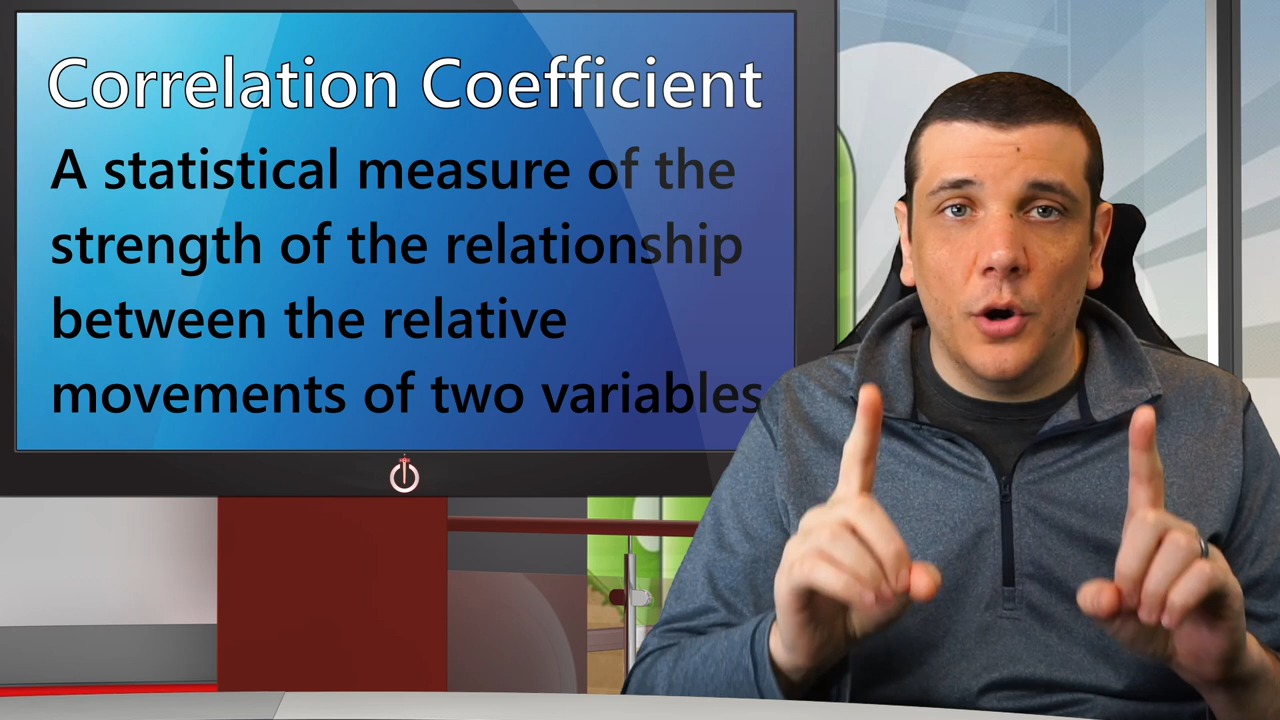 Correlation Coefficient
A statistical measure of the
strength of the relationship
between the relative
movements of two variables